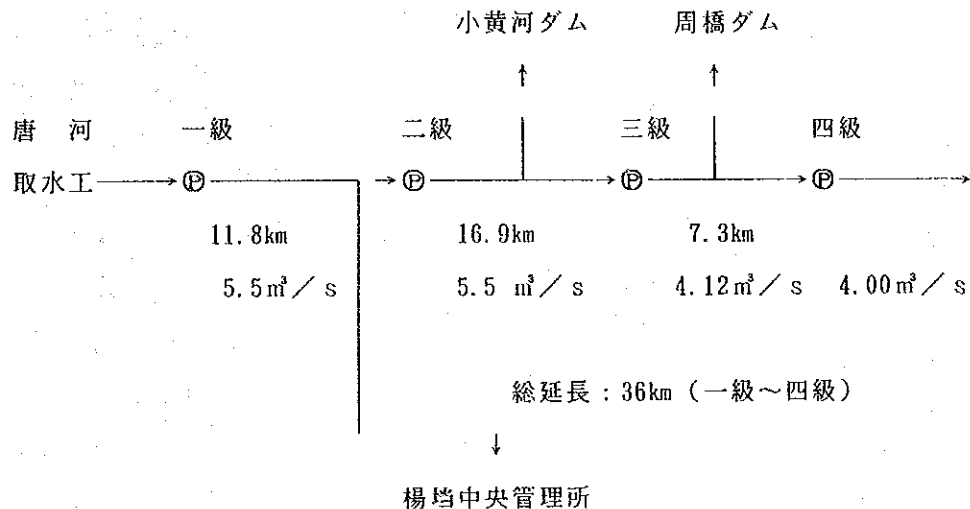 小黄河ダム 周橋ダム
唐 河 一級 二級 三級 四級
取水工 Ⓟ Ⓟ Ⓟ Ⓟ
11.8km 16.9km 7.3km
5.5㎥/s 5.5 ㎥/s 4.12㎥/s 4.00㎥/s
総延長：36km（一級～四級）
楊垱中央管理所